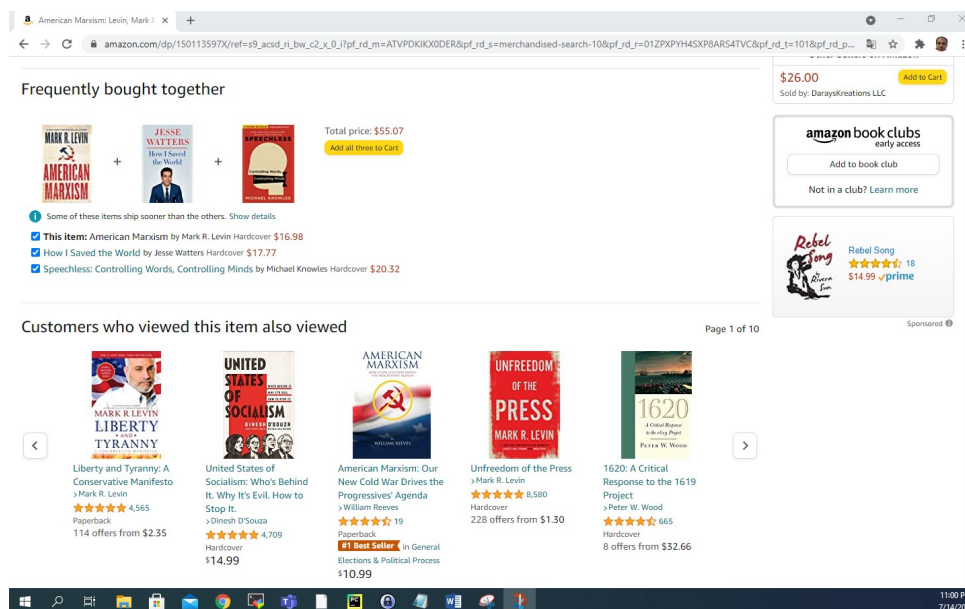 American Marxism: Levin, Mark R
amazon.com/dp/150113597X/ref=s9_acsd_ri_bw_c2_x_0_i?pf_rd_m=ATVPDKIKX0DER&pf_rd_s=merchandised-search-10&pf_rd_r=01ZPXPYH4SXP8ARS4TVC&pf_rd_t=101&pf_rd_p...
Other Sellers on Amazon
$26.00
Add to Cart
Sold by: DaraysKreations LLC
Frequently bought together
MARK R. LEVIN
AMERICAN
MARXISM
+
JESSE
WATTERS
How I Saved
the World
+
SPEECHLESS
Controlling Words,
Controlling Minds
MICHAEL KNOWLES
Total price: $55.07
Add all three to Cart
Some of these items ship sooner than the others. Show details
This item: American Marxism by Mark R. Levin Hardcover $16.98
How I Saved the World by Jesse Watters Hardcover $17.77
Speechless: Controlling Words, Controlling Minds by Michael Knowles Hardcover $20.32
amazon book clubs
early access
Add to book club
Not in a club? Learn more
Rebel
Song
by
Rivera
Sun
Rebel Song
18
$14.99 prime
Sponsored
Customers who viewed this item also viewed
Page 1 of 10
MARK R. LEVIN
LIBERTY
AND
TYRANNY
Liberty and Tyranny: A
Conservative Manifesto
›Mark R. Levin
4,565
Paperback
114 offers from $2.35
UNITED
STATES
OF
SOCIALISM
DINESH D'SOUZA
United States of
Socialism: Who's Behind
It. Why It's Evil. How to
Stop It.
›Dinesh D'Souza
4,709
Hardcover
$14.99
AMERICAN
MARXISM
WILLIAM REEVES
American Marxism: Our
New Cold War Drives the
Progressives' Agenda
›William Reeves
19
Paperback
#1 Best Seller in General
Elections & Political Process
$10.99
UNFREEDOM
OF THE
PRESS
MARK R. LEVIN
Unfreedom of the Press
›Mark R. Levin
8,580
Hardcover
228 offers from $1.30
1620
A Critical Response
to the 1619 Project
PETER W. WOOD
1620: A Critical
Response to the 1619
Project
›Peter W. Wood
665
Hardcover
8 offers from $32.66
11:00 P
7/14/20